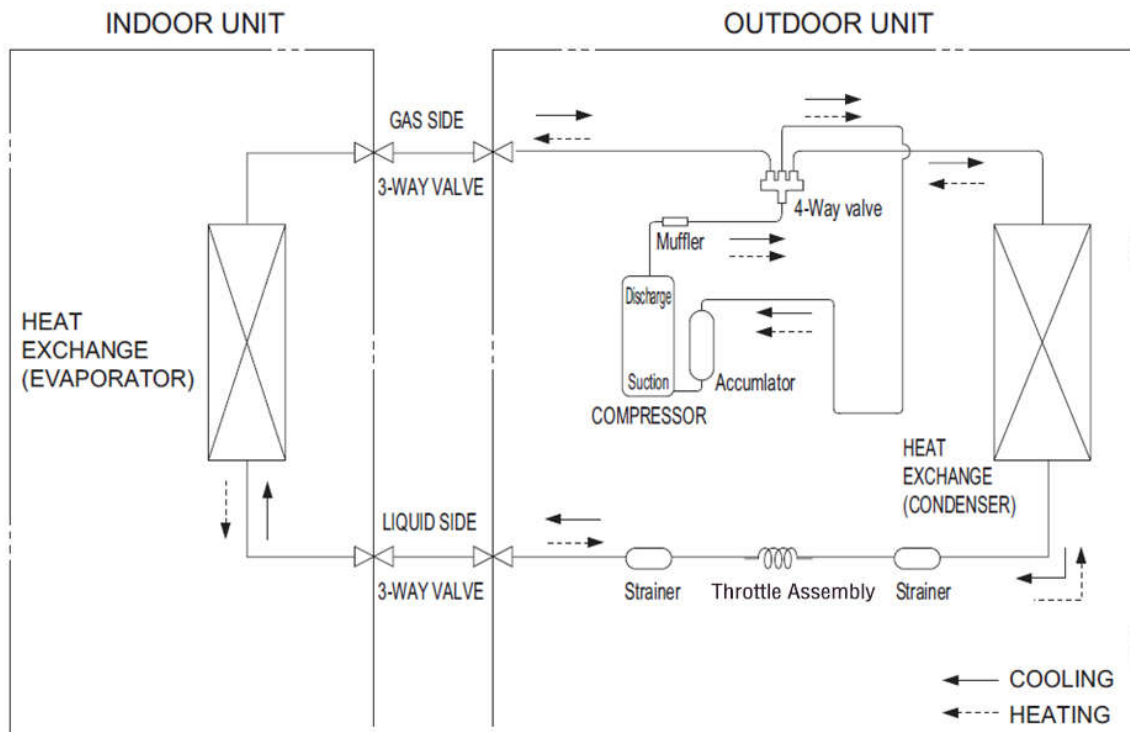 INDOOR UNIT
OUTDOOR UNIT
GAS SIDE
3-WAY VALVE
4-Way valve
Muffler
Discharge
Suction
Accumlator
COMPRESSOR
HEAT
EXCHANGE
(EVAPORATOR)
HEAT
EXCHANGE
(CONDENSER)
LIQUID SIDE
3-WAY VALVE
Strainer
Throttle Assembly
Strainer
COOLING
HEATING